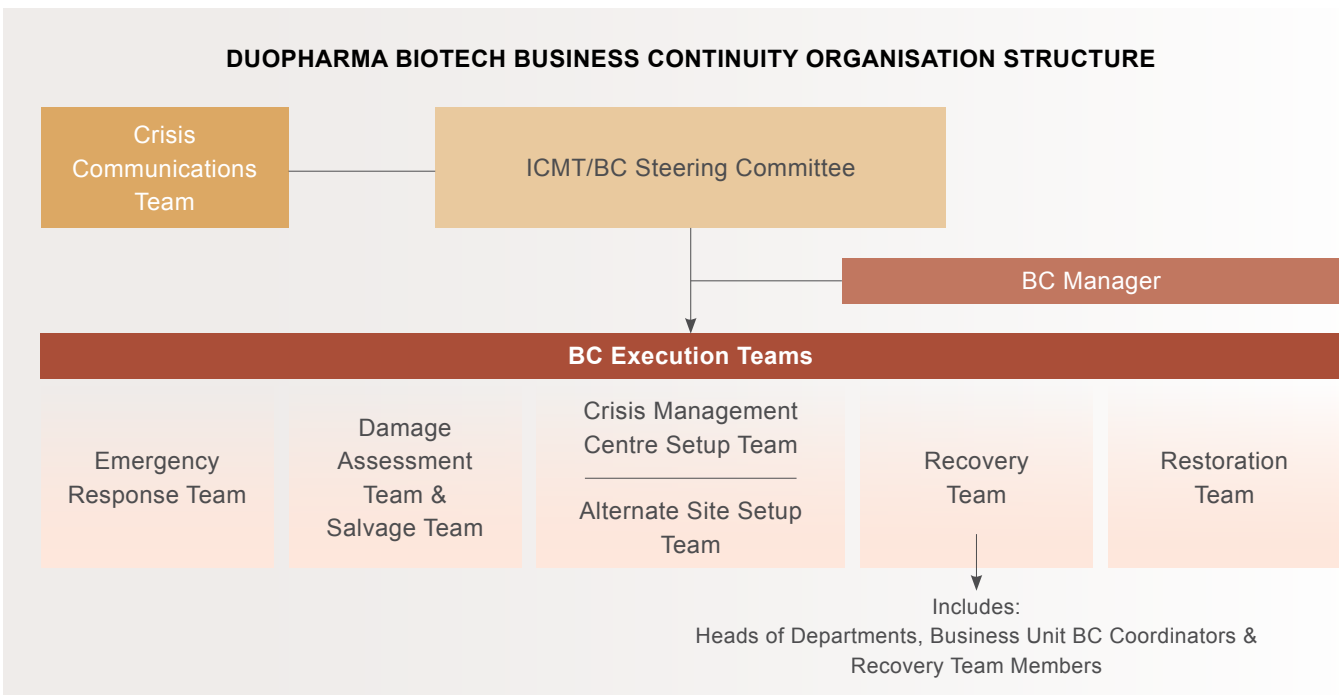 DUOPHARMA BIOTECH BUSINESS CONTINUITY ORGANISATION STRUCTURE
Crisis
Communications
Team
ICMT/BC Steering Committee
BC Manager
BC Execution Teams
Emergency
Response Team
Damage
Assessment
Team &
Salvage Team
Crisis Management
Centre Setup Team
Alternate Site Setup
Team
Recovery
Team
Restoration
Team
Includes:
Heads of Departments, Business Unit BC Coordinators &
Recovery Team Members